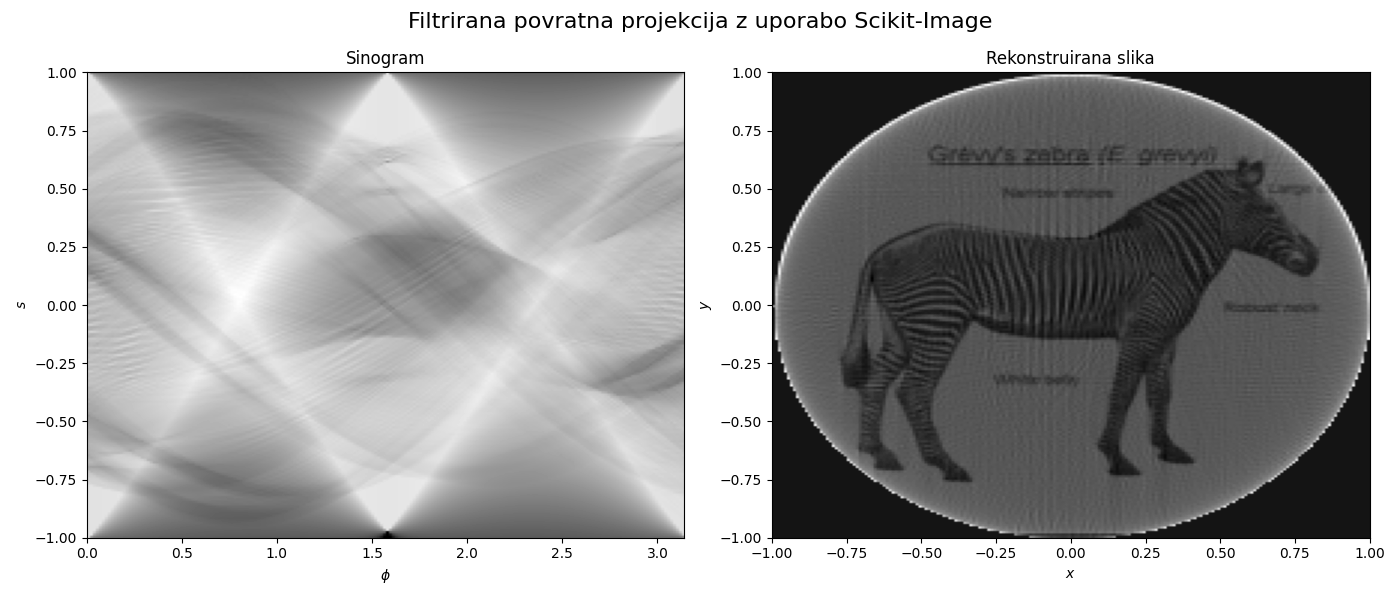 Filtrirana povratna projekcija z uporabo Scikit-Image
Sinogram
1.00
0.75
0.50
0.25
0.00
−0.25
−0.50
−0.75
−1.00
s
0.0 0.5 1.0 1.5 2.0 2.5 3.0
ϕ
Rekonstruirana slika
1.00
0.75
0.50
0.25
0.00
−0.25
−0.50
−0.75
−1.00
y
Grévy's zebra (E. grevyi)
Narrow stripes
Large
Robust neck
White belly
−1.00 −0.75 −0.50 −0.25 0.00 0.25 0.50 0.75 1.00
x